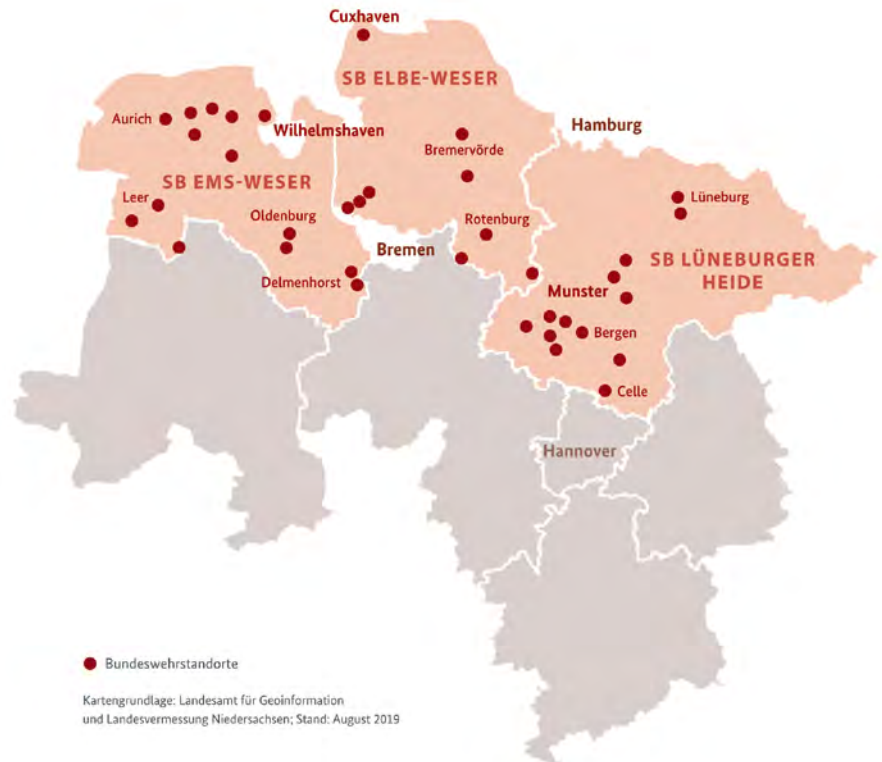 Cuxhaven
SB ELBE-WESER
Aurich
Wilhelmshaven
Hamburg
Bremervörde
SB EMS-WESER
Leer
Lüneburg
Oldenburg
Rotenburg
Bremen
SB LÜNEBURGER
HEIDE
Delmenhorst
Munster
Bergen
Celle
Hannover
Bundeswehrstandorte
Kartengrundlage: Landesamt für Geoinformation
und Landesvermessung Niedersachsen; Stand: August 2019